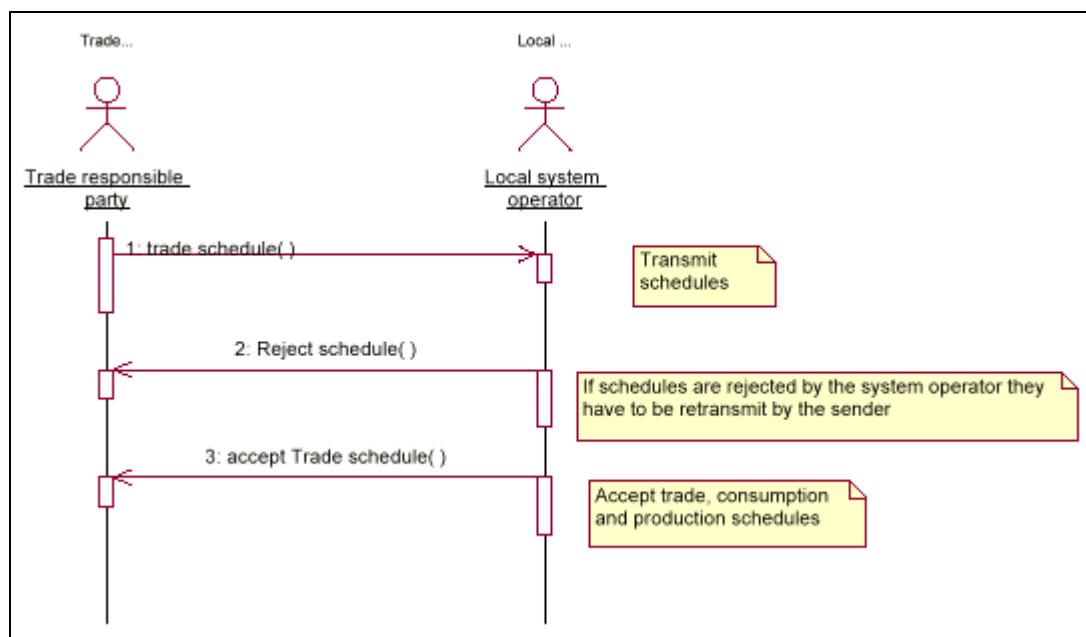 Trade...
Local ...
Trade responsible
party
Local system
operator
1: trade schedule( )
Transmit
schedules
2: Reject schedule( )
If schedules are rejected by the system operator they
have to be retransmit by the sender
3: accept Trade schedule( )
Accept trade, consumption
and production schedules